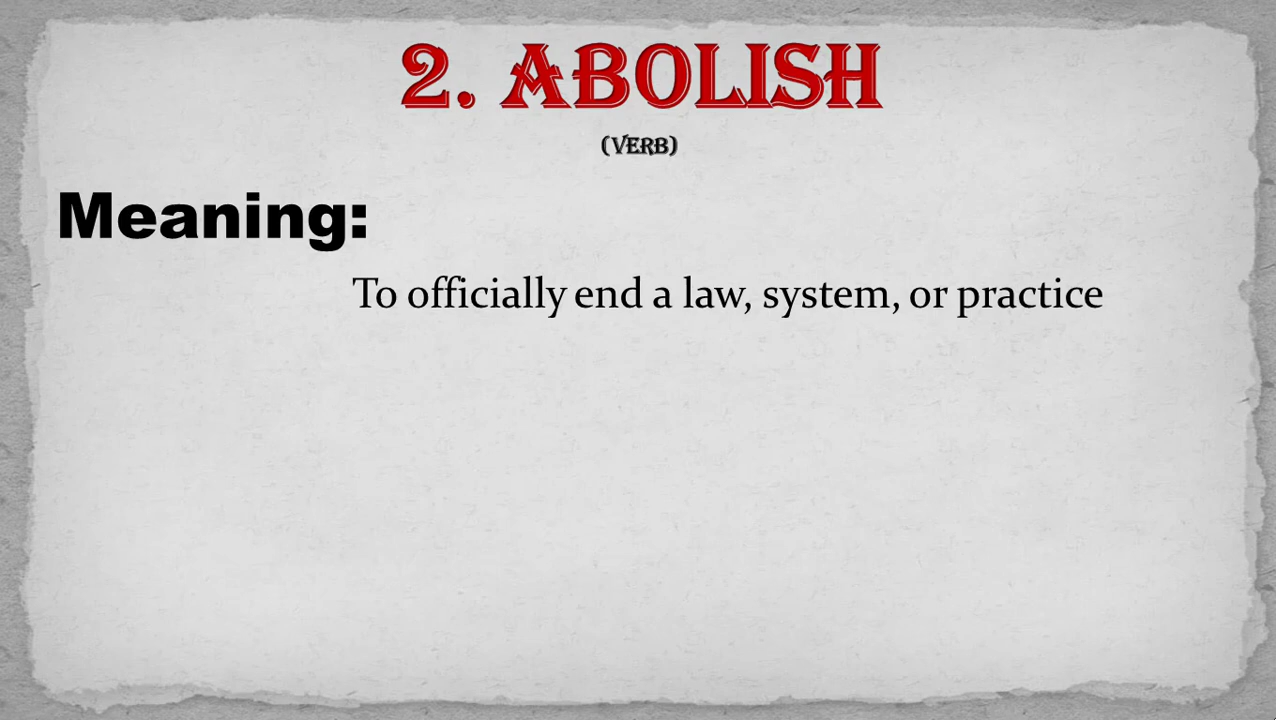 2. ABOLISH
(VERB)
Meaning:
To officially end a law, system, or practice